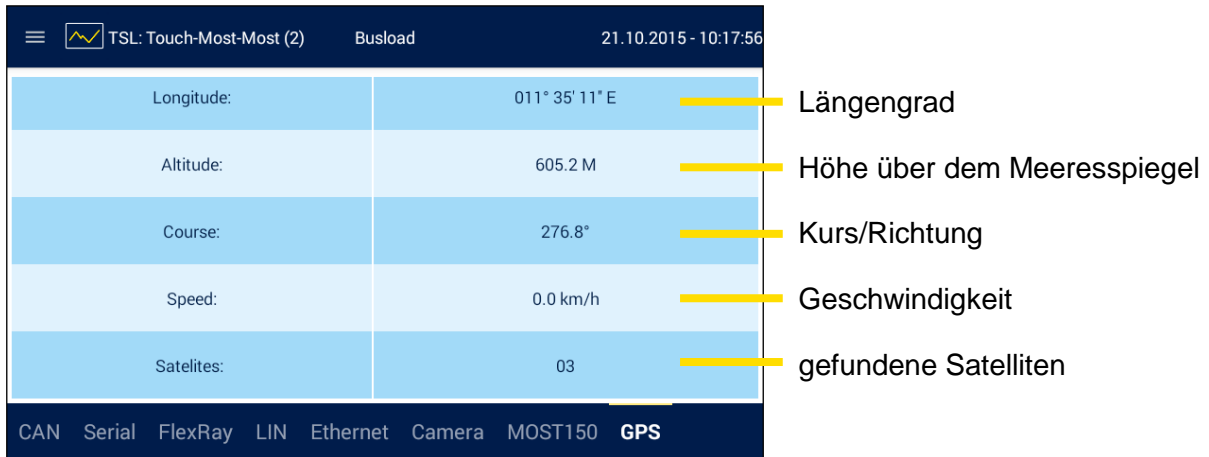 TSL: Touch-Most-Most (2) Busload 21.10.2015 - 10:17:56
Longitude: 011° 35' 11" E Längengrad
Altitude: 605.2 M Höhe über dem Meeresspiegel
Course: 276.8° Kurs/Richtung
Speed: 0.0 km/h Geschwindigkeit
Satelites: 03 gefundene Satelliten
CAN Serial FlexRay LIN Ethernet Camera MOST150 GPS